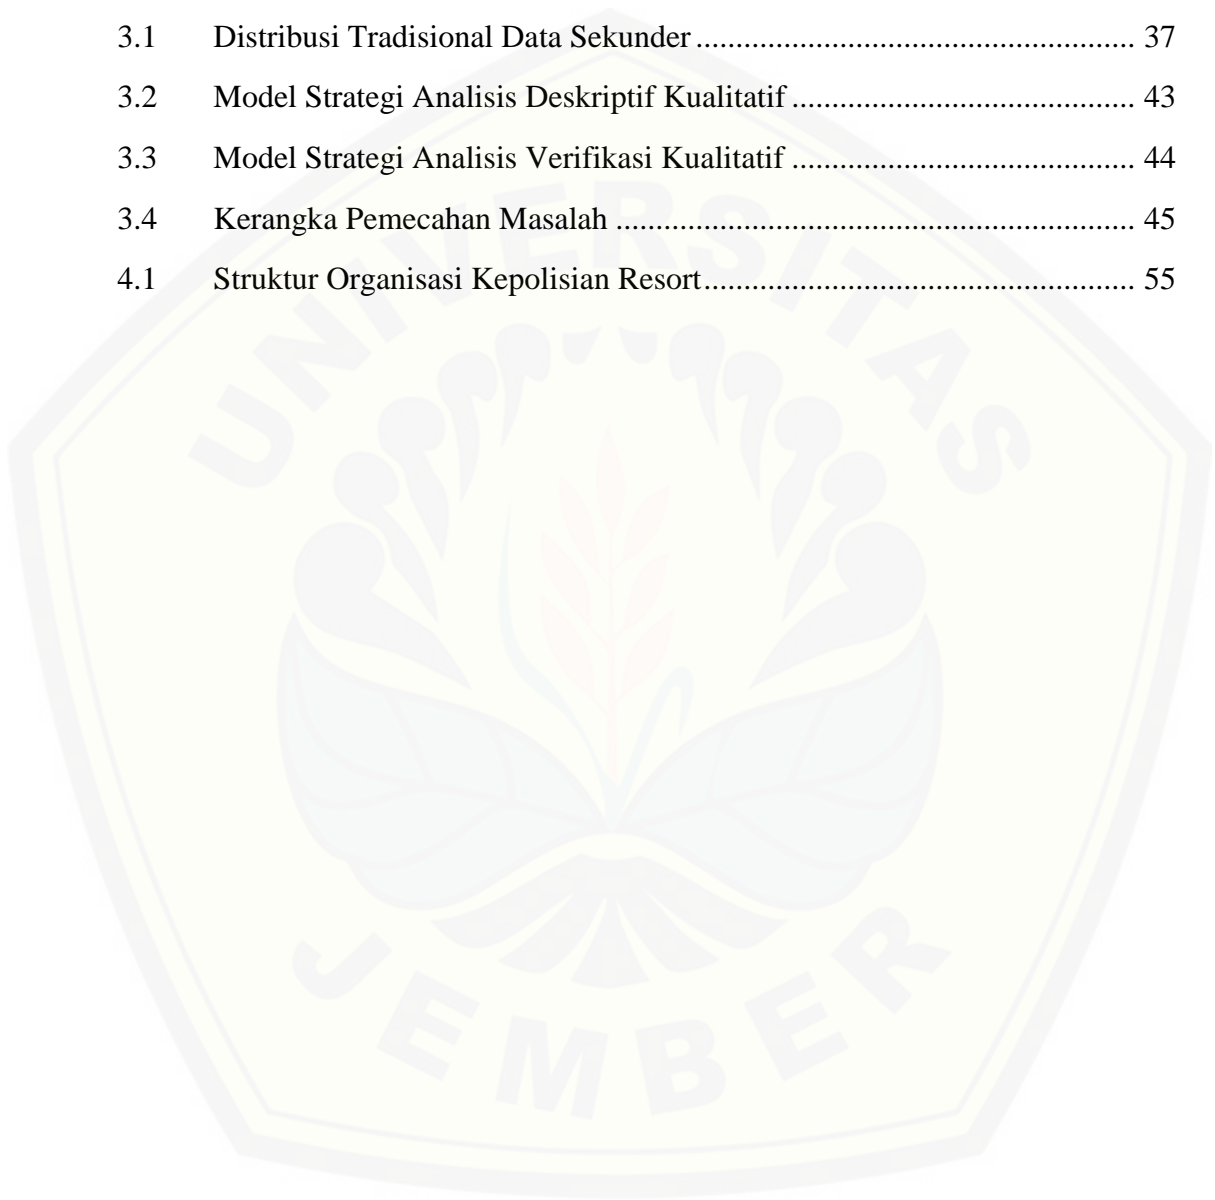 3.1 Distribusi Tradisional Data Sekunder ..................................................... 37
3.2 Model Strategi Analisis Deskriptif Kualitatif .......................................... 43
3.3 Model Strategi Analisis Verifikasi Kualitatif .......................................... 44
3.4 Kerangka Pemecahan Masalah ............................................................... 45
4.1 Struktur Organisasi Kepolisian Resort .................................................... 55
UNIVERSITAS
JEMBER